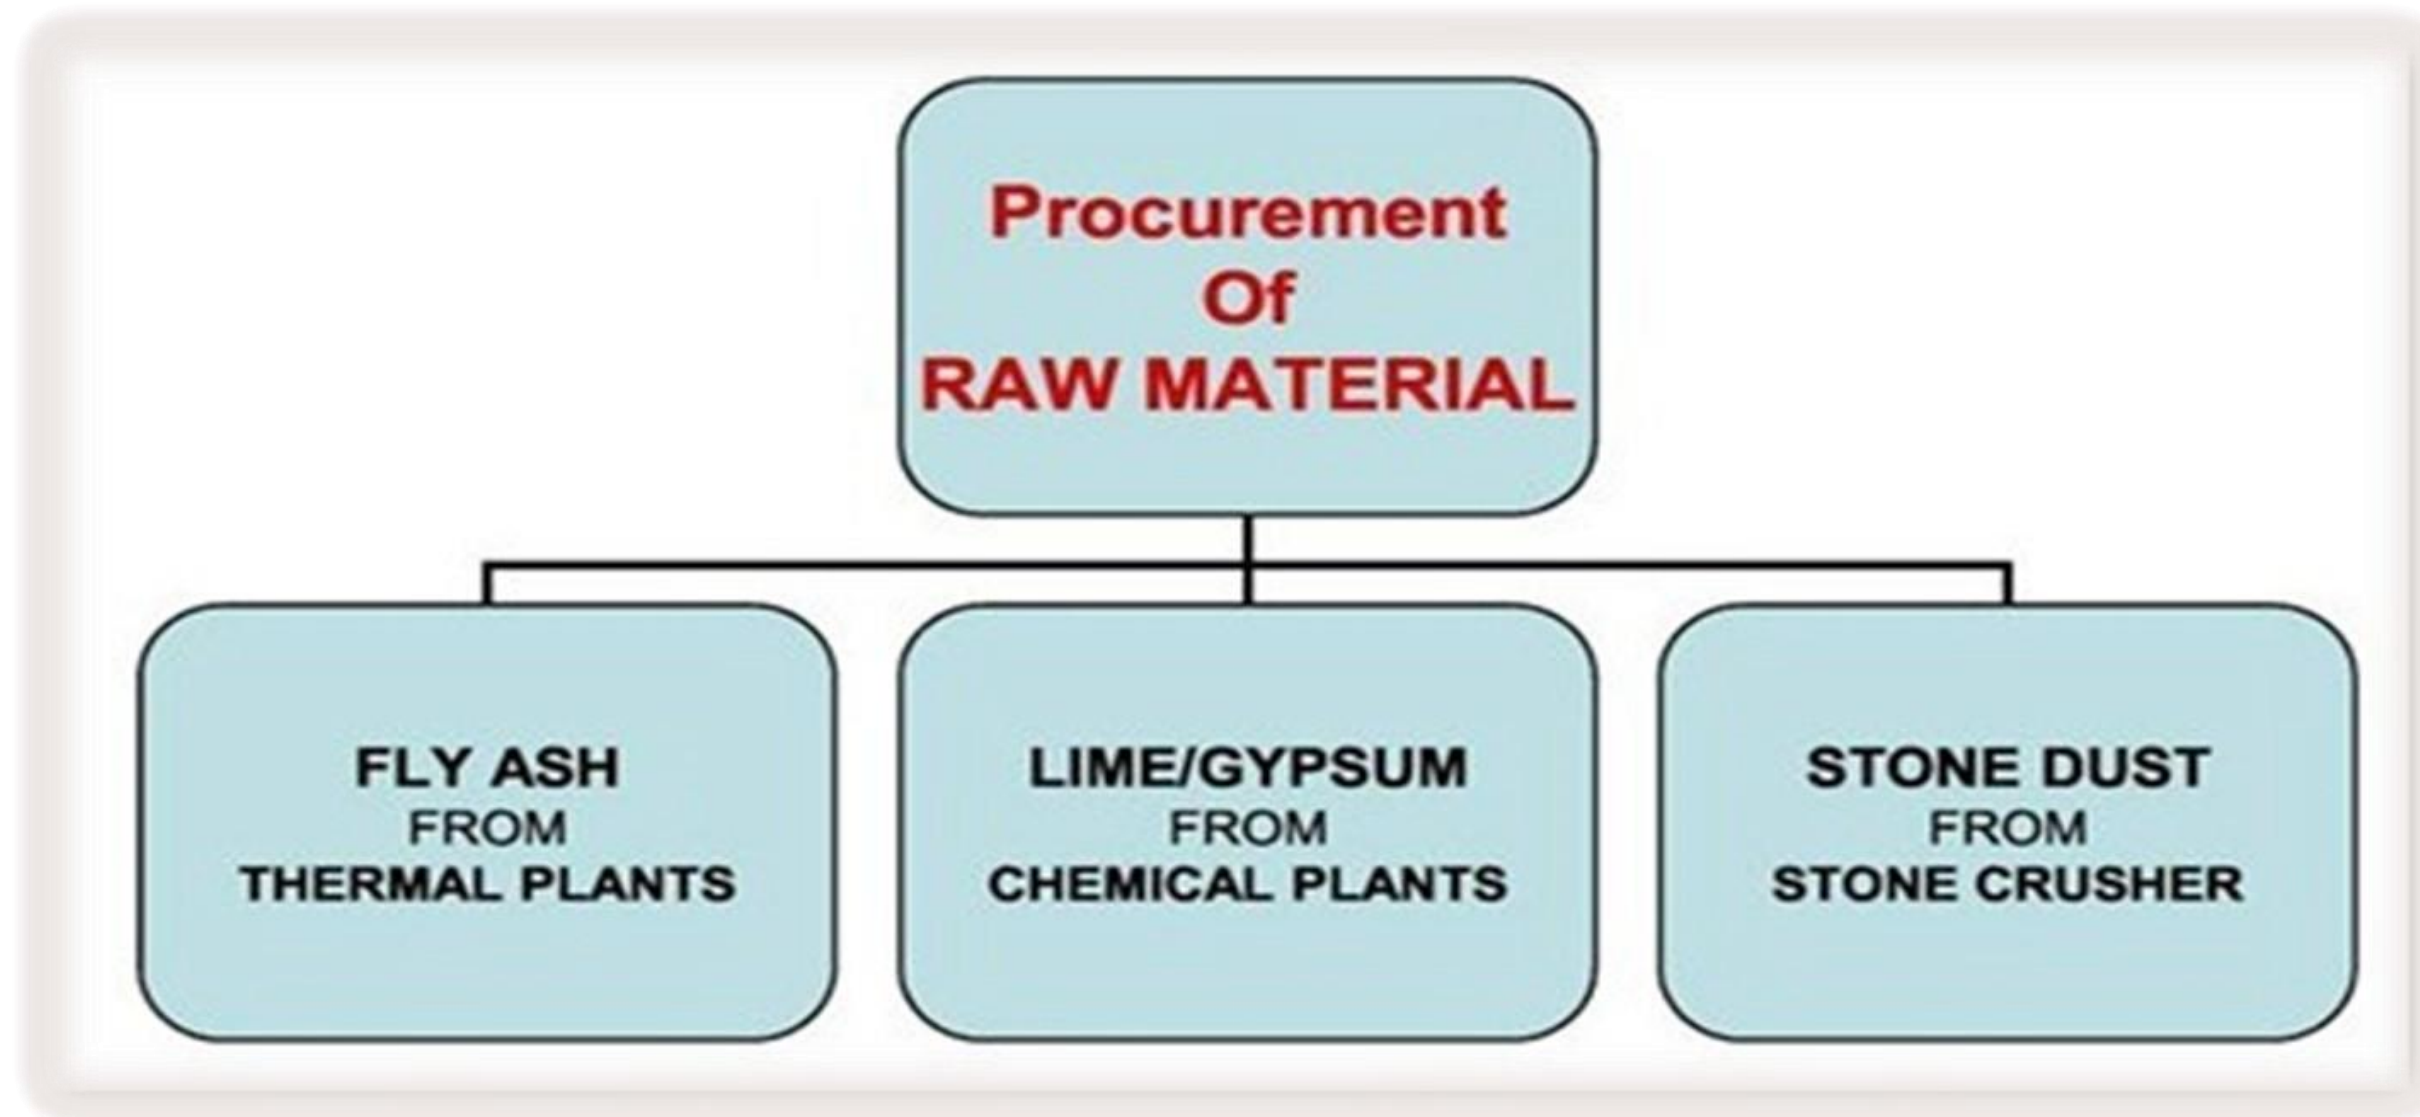 Procurement
Of
RAW MATERIAL
FLY ASH
FROM
THERMAL PLANTS
LIME/GYPSUM
FROM
CHEMICAL PLANTS
STONE DUST
FROM
STONE CRUSHER